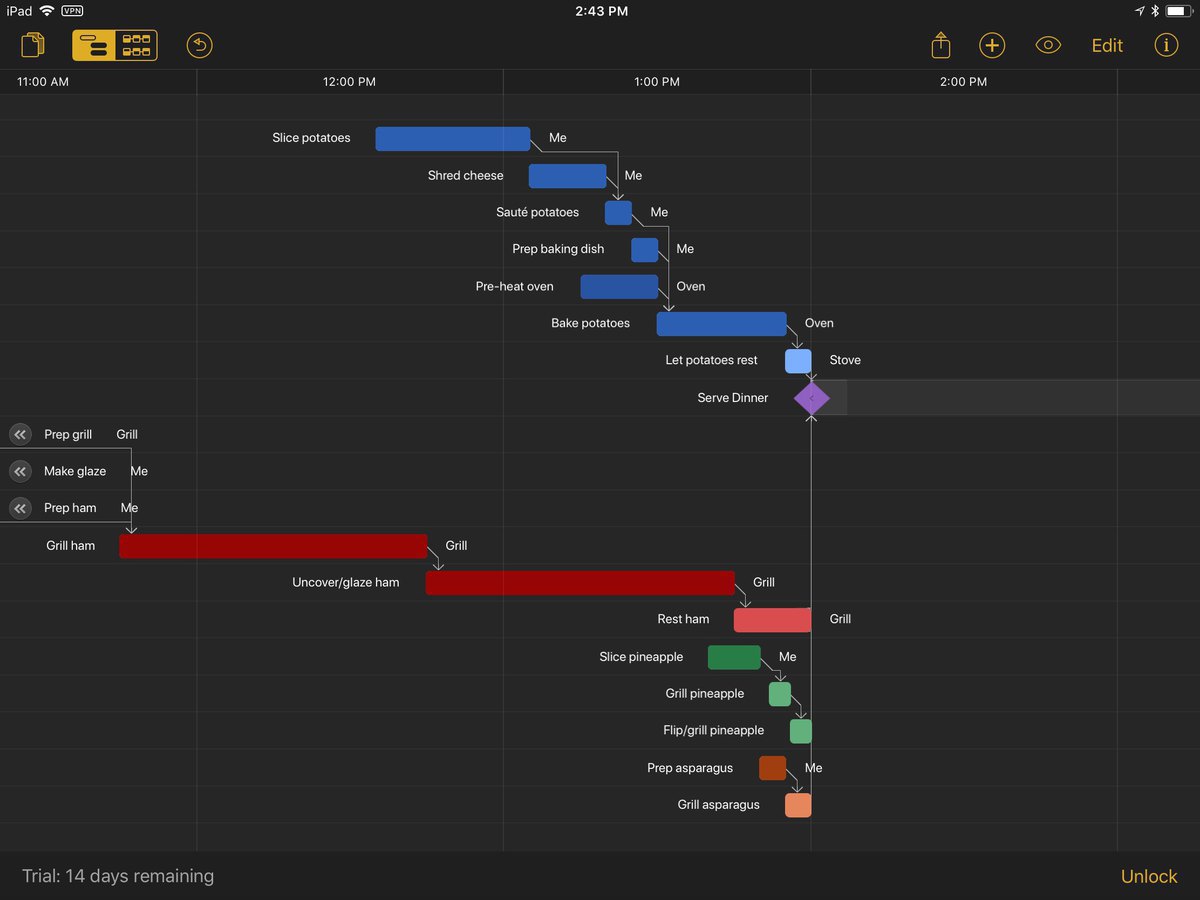 iPad VPN 2:43 PM
Edit
11:00 AM 12:00 PM 1:00 PM 2:00 PM
Slice potatoes Me
Shred cheese Me
Sauté potatoes Me
Prep baking dish Me
Pre-heat oven Oven
Bake potatoes Oven
Let potatoes rest Stove
Serve Dinner
Prep grill Grill
Make glaze Me
Prep ham Me
Grill ham Grill
Uncover/glaze ham Grill
Rest ham Grill
Slice pineapple Me
Grill pineapple
Flip/grill pineapple
Prep asparagus Me
Grill asparagus
Trial: 14 days remaining Unlock